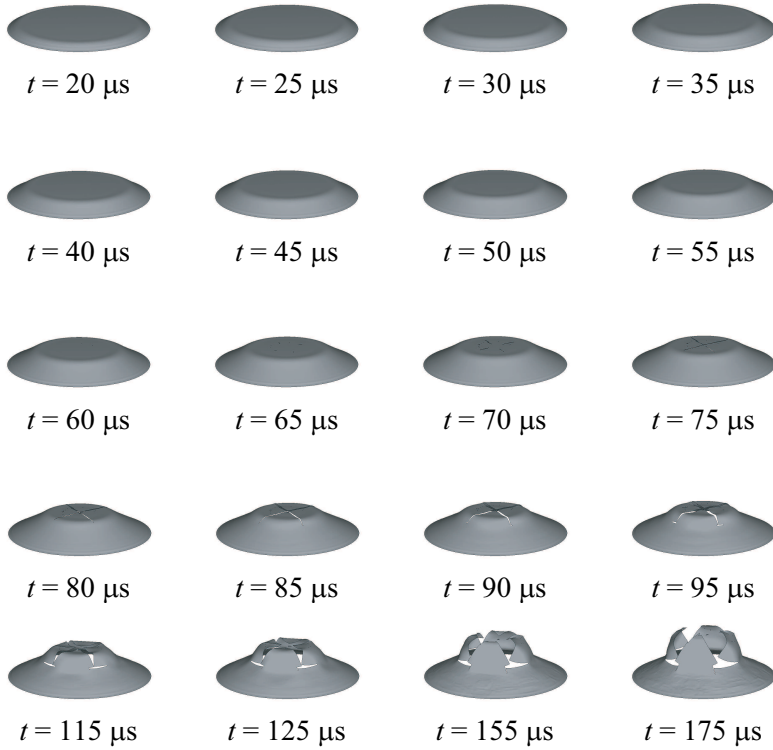 t = 20 μs t = 25 μs t = 30 μs t = 35 μs
t = 40 μs t = 45 μs t = 50 μs t = 55 μs
t = 60 μs t = 65 μs t = 70 μs t = 75 μs
t = 80 μs t = 85 μs t = 90 μs t = 95 μs
t = 115 μs t = 125 μs t = 155 μs t = 175 μs